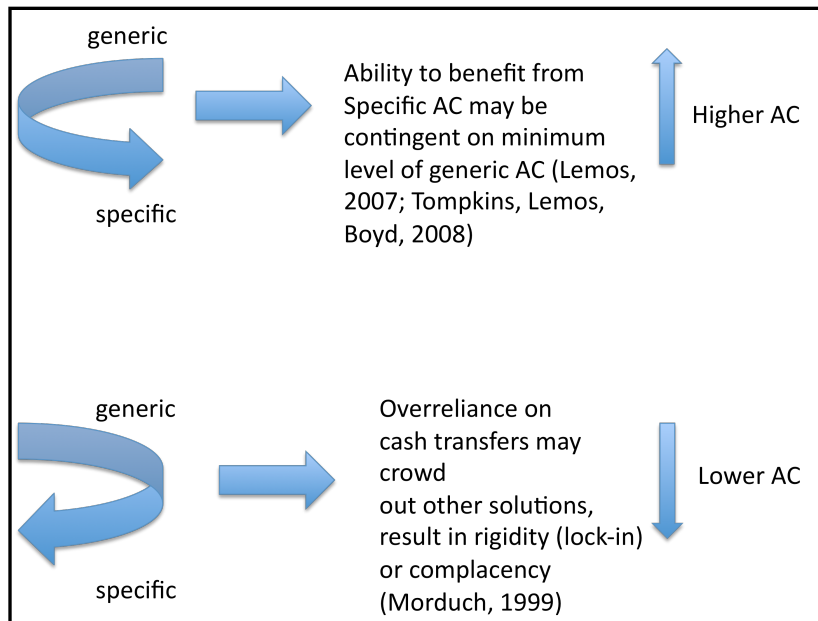 generic
specific
Ability to benefit from
Specific AC may be
contingent on minimum
level of generic AC (Lemos,
2007; Tompkins, Lemos,
Boyd, 2008)
Higher AC
generic
specific
Overreliance on
cash transfers may
crowd
out other solutions,
result in rigidity (lock-in)
or complacency
(Morduch, 1999)
Lower AC